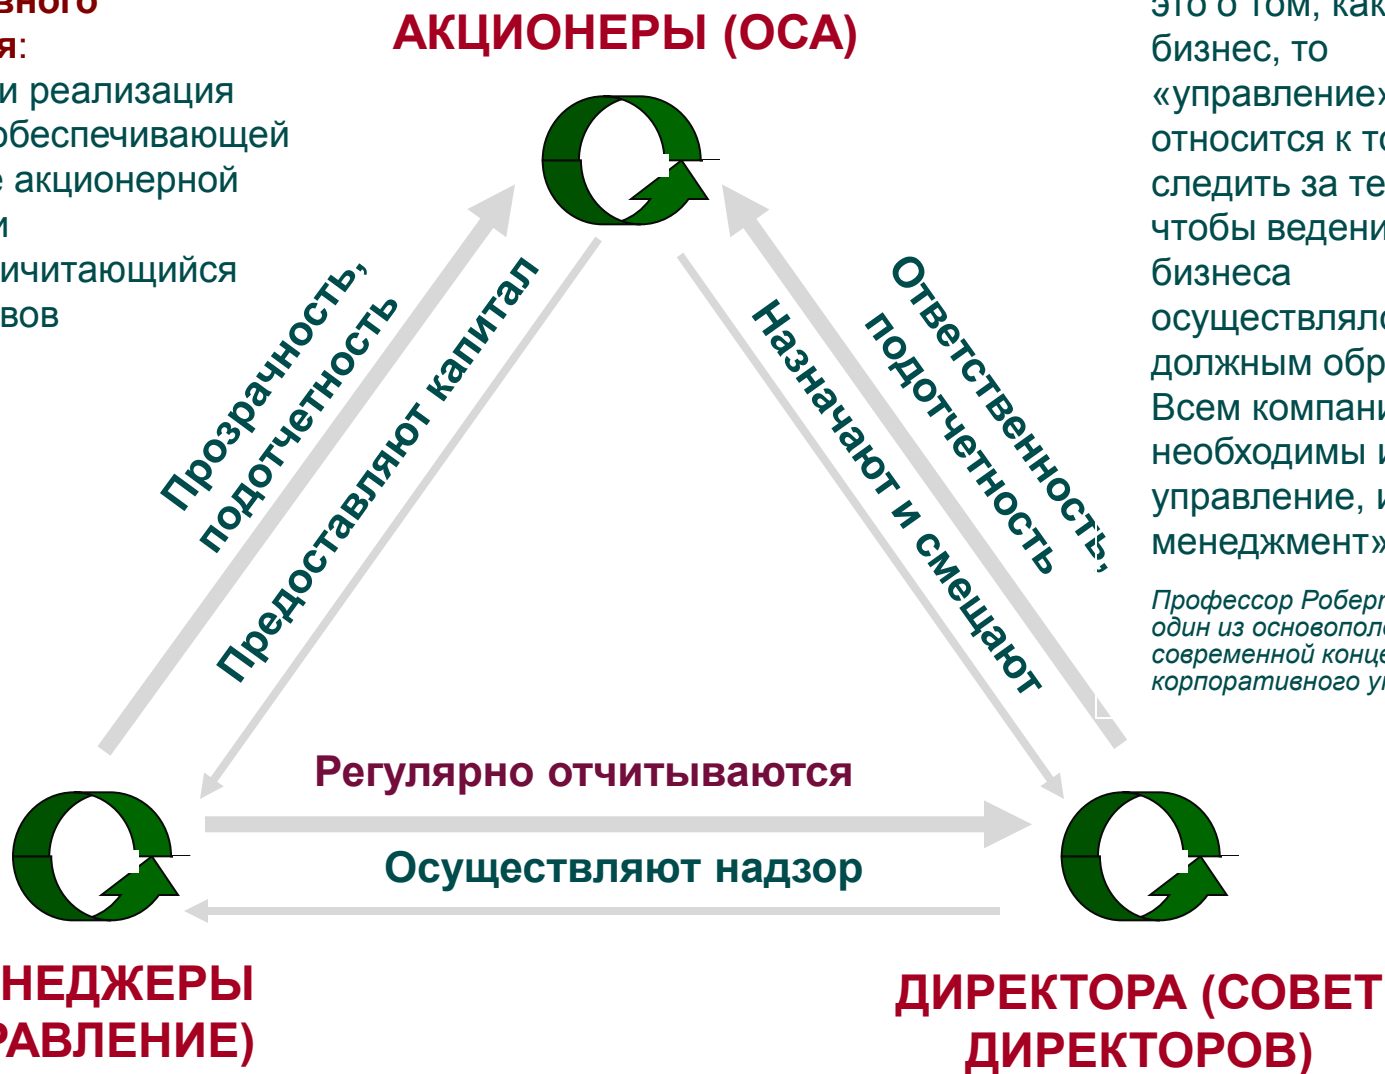 вного
я:
и реализация
обеспечивающей
е акционерной
и
ичитающийся
вов
АКЦИОНЕРЫ (ОСА)
это о том, как
бизнес, то
«управление»
относится к то
следить за те
чтобы ведени
бизнеса
осуществляло
должным обр
Всем компани
необходимы и
управление, и
менеджмент»
Профессор Роберт
один из основопол
современной конце
корпоративного уп
Прозрачность,
подотчетность
Предоставляют капитал
Назначают и смещают
Ответственность,
подотчетность
Регулярно отчитываются
Осуществляют надзор
НЕДЖЕРЫ
РАВЛЕНИЕ)
ДИРЕКТОРА (СОВЕТ
ДИРЕКТОРОВ)